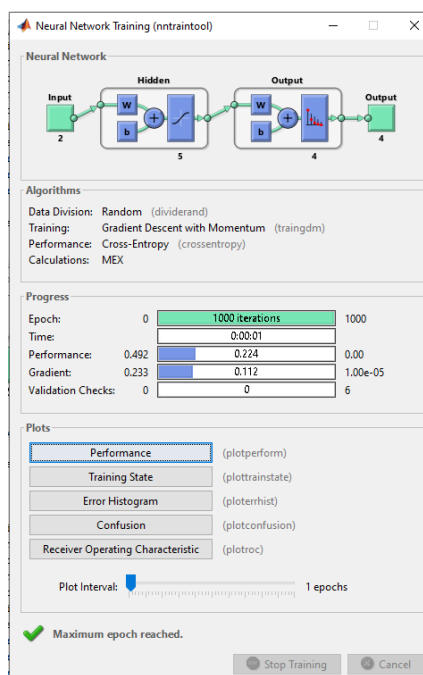 Neural Network Training (nntraintool)
Neural Network
Hidden Output
Input Output
W W
b b
2 4
5 4
Algorithms
Data Division: Random (dividerand)
Training: Gradient Descent with Momentum (traingdm)
Performance: Cross-Entropy (crossentropy)
Calculations: MEX
Progress
Epoch: 0 1000 iterations 1000
Time: 0:00:01
Performance: 0.492 0.224 0.00
Gradient: 0.233 0.112 1.00e-05
Validation Checks: 0 0 6
Plots
Performance (plotperform)
Training State (plottrainstate)
Error Histogram (ploterrhist)
Confusion (plotconfusion)
Receiver Operating Characteristic (plotroc)
Plot Interval: 1 epochs
Maximum epoch reached.
Stop Training Cancel